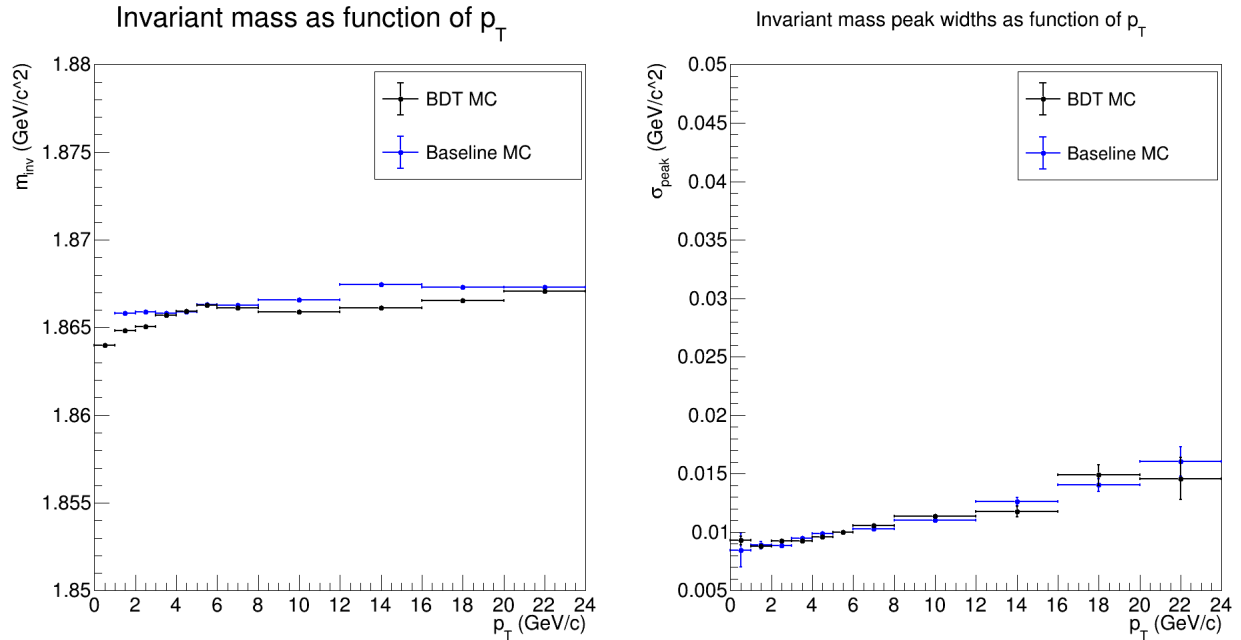 Invariant mass as function of pT
m_inv (GeV/c^2)
1.88
1.875
1.87
1.865
1.86
1.855
1.85
BDT MC
Baseline MC
0 2 4 6 8 10 12 14 16 18 20 22 24
pT (GeV/c)
Invariant mass peak widths as function of pT
σ_peak (GeV/c^2)
0.05
0.045
0.04
0.035
0.03
0.025
0.02
0.015
0.01
0.005
BDT MC
Baseline MC
0 2 4 6 8 10 12 14 16 18 20 22 24
pT (GeV/c)